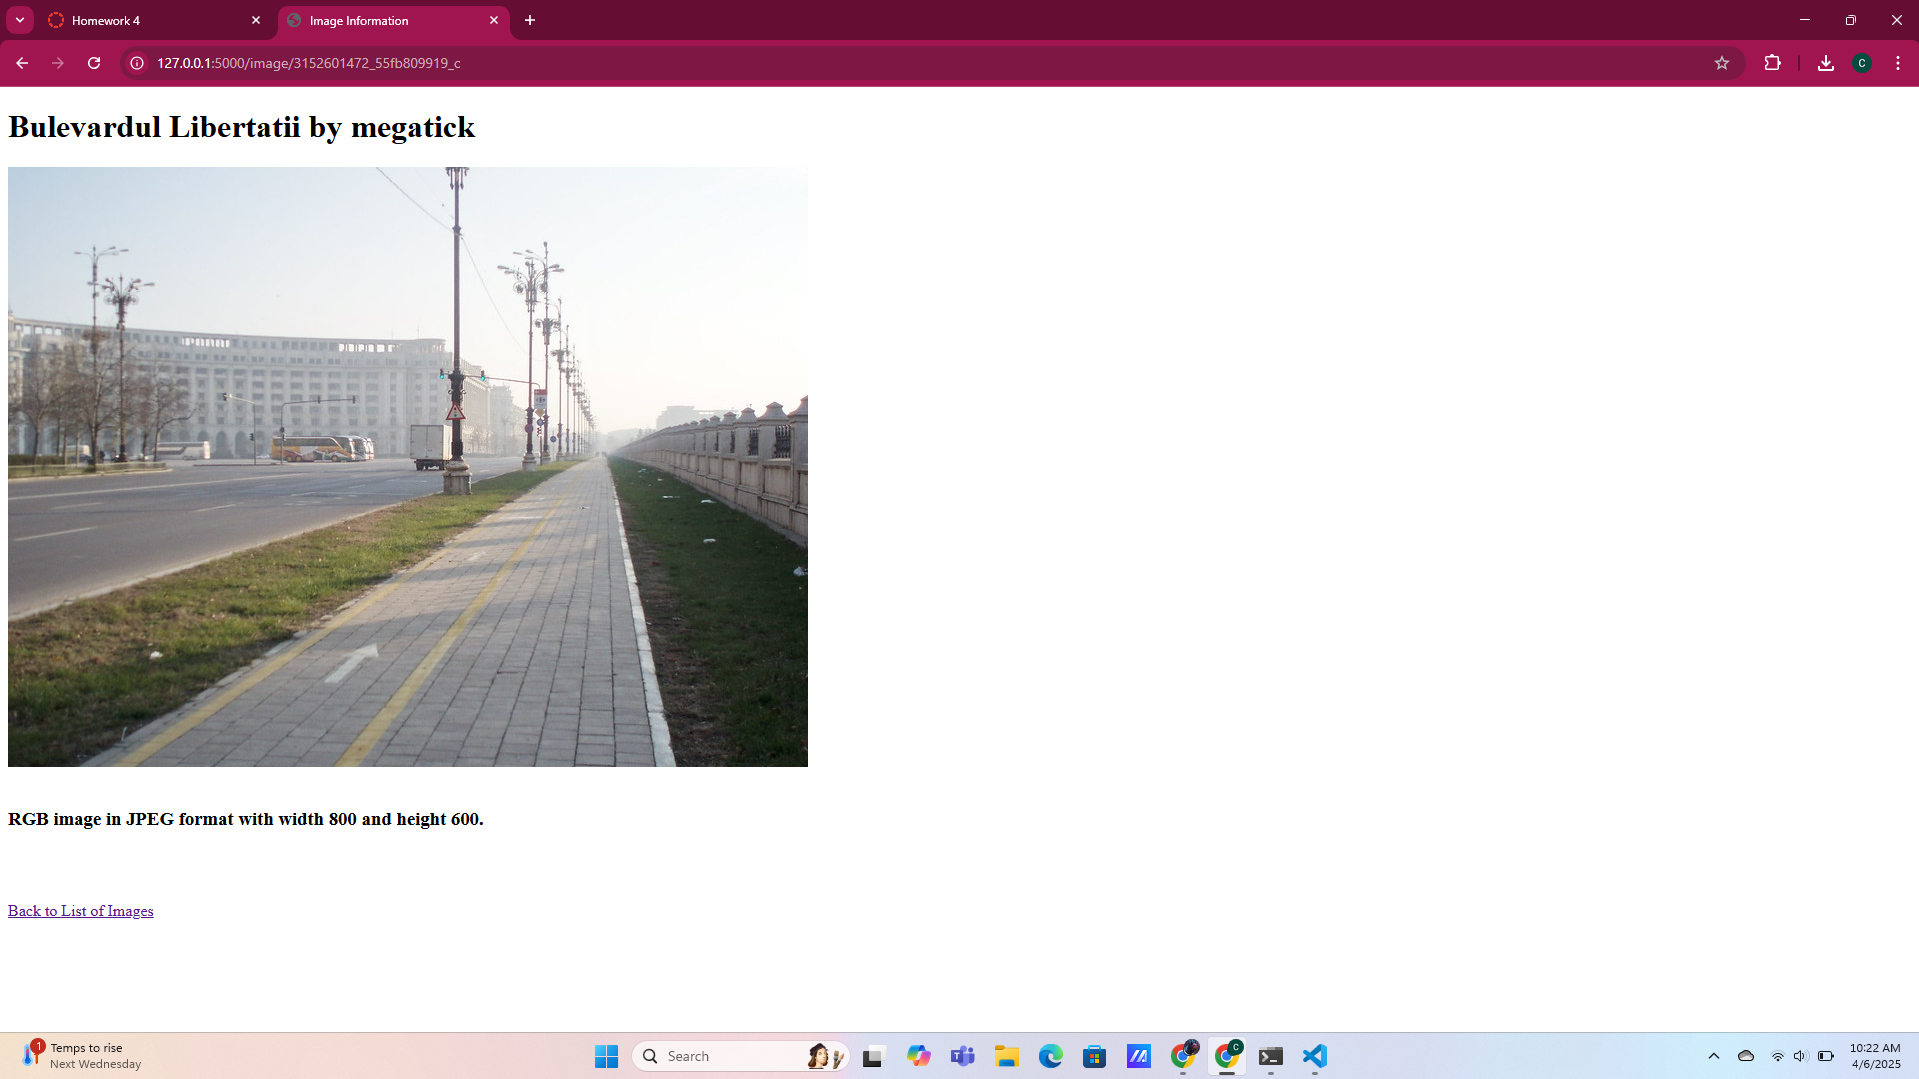 Homework 4
Image Information
127.0.0.1:5000/image/3152601472_55fb809919_c
C
Bulevardul Libertatii by megatick
RGB image in JPEG format with width 800 and height 600.
Back to List of Images
1
Temps to rise
Next Wednesday
Search
C
10:22 AM
4/6/2025